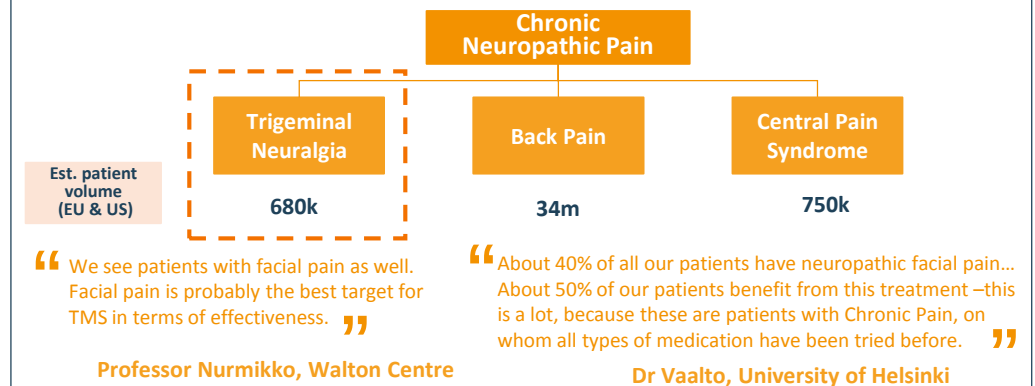 Chronic
Neuropathic Pain
Trigeminal
Neuralgia
Back Pain
Central Pain
Syndrome
Est. patient
volume
(EU & US)
680k
34m
750k
“ We see patients with facial pain as well.
Facial pain is probably the best target for
TMS in terms of effectiveness. ”
Professor Nurmikko, Walton Centre
“ About 40% of all our patients have neuropathic facial pain…
About 50% of our patients benefit from this treatment –this
is a lot, because these are patients with Chronic Pain, on
whom all types of medication have been tried before. ”
Dr Vaalto, University of Helsinki